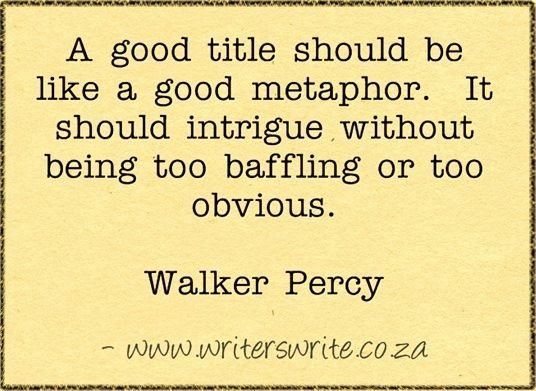 A good title should be
like a good metaphor. It
should intrigue without
being too baffling or too
obvious.
Walker Percy
- www.writerswrite.co.za